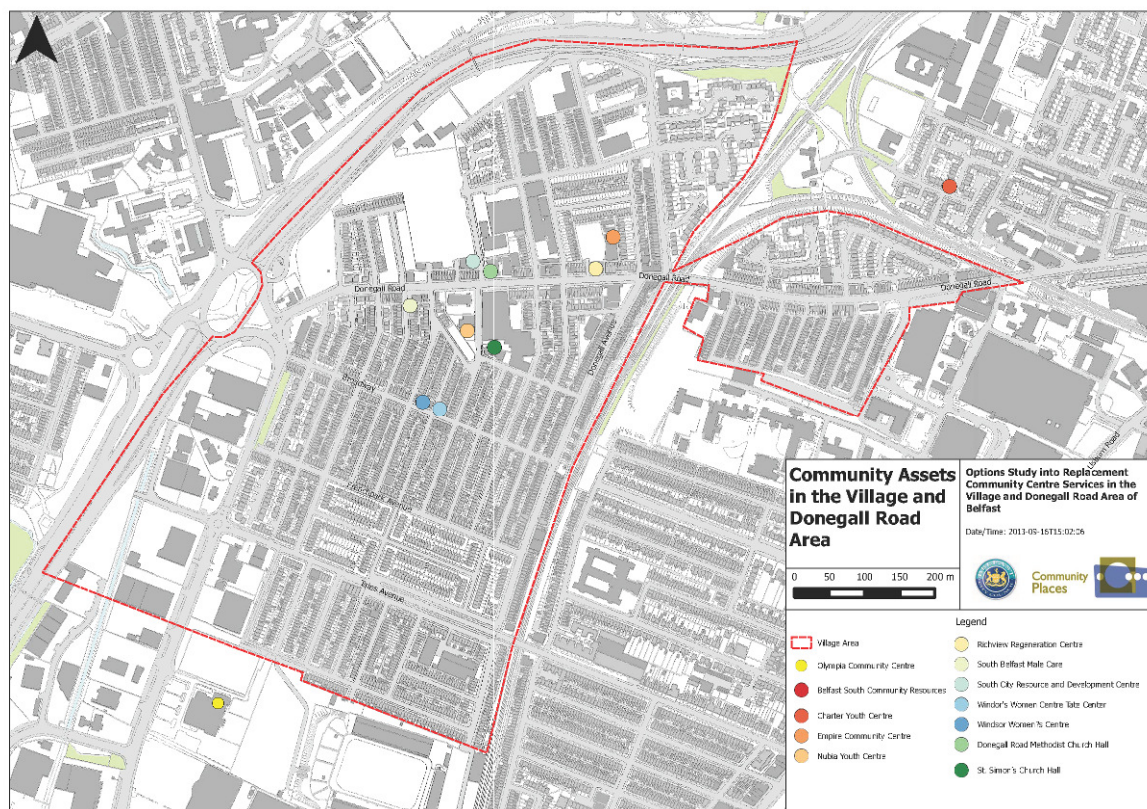 Donegall Road
Donegall Road
Donegall Road
Donegall Avenue
Broadway
Tates Avenue
Lisburn Road
Community Assets
in the Village and
Donegall Road
Area
0 50 100 150 200 m
Options Study into Replacement
Community Centre Services in the
Village and Donegall Road Area of
Belfast
Date/Time: 2013-09-16T15:02:06
Community
Places
Legend
Village Area
Olympia Community Centre
Belfast South Community Resources
Charter Youth Centre
Empire Community Centre
Nubia Youth Centre
Richview Regeneration Centre
South Belfast Male Care
South City Resource and Development Centre
Windor's Women Centre Tate Center
Windsor Women?s Centre
Donegall Road Methodist Church Hall
St. Simon's Church Hall